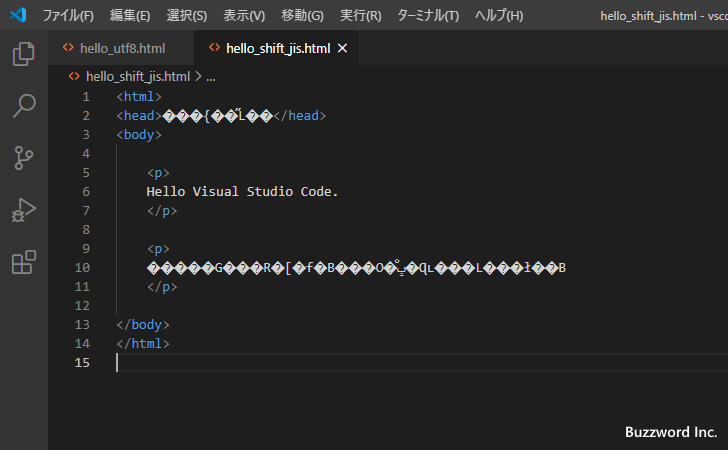 ファイル(F) 編集(E) 選択(S) 表示(V) 移動(G) 実行(R) ターミナル(T) ヘルプ(H) hello_shift_jis.html - vsco
hello_utf8.html hello_shift_jis.html
hello_shift_jis.html > ...
1 <html>
2 <head>���{��̃L��</head>
3 <body>
4
5 <p>
6 Hello Visual Studio Code.
7 </p>
8
9 <p>
10
11 </p>
12
13 </body>
14 </html>
15
Buzzword Inc.